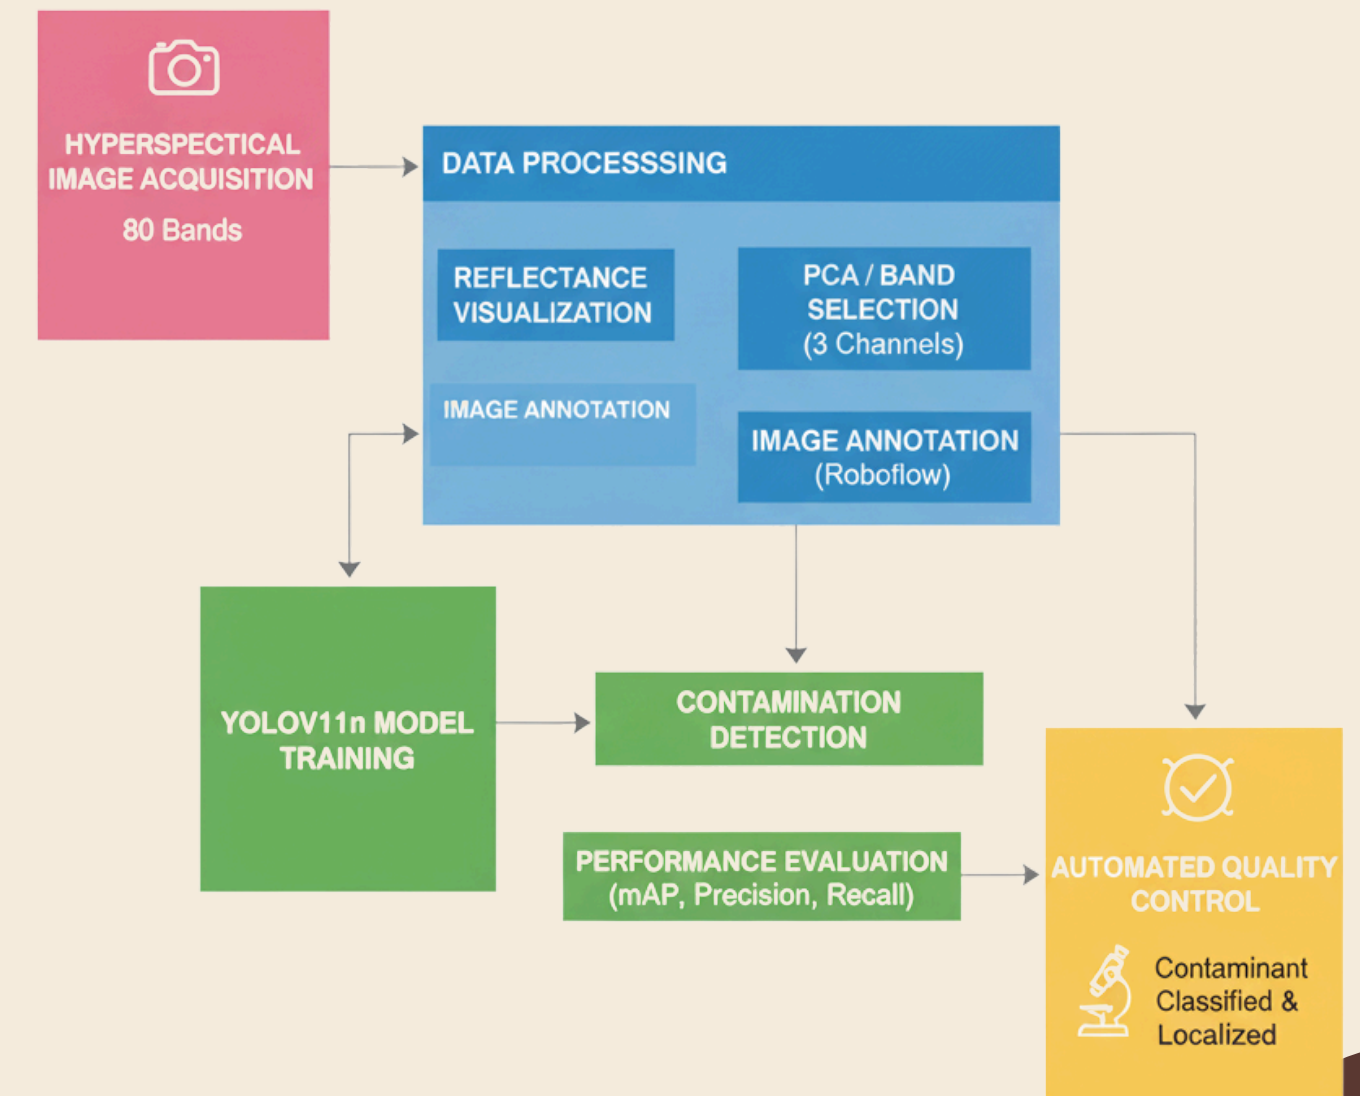 HYPERSPECTICAL
IMAGE ACQUISITION
80 Bands
DATA PROCESSSING
REFLECTANCE
VISUALIZATION
PCA / BAND
SELECTION
(3 Channels)
IMAGE ANNOTATION
IMAGE ANNOTATION
(Roboflow)
YOLOV11n MODEL
TRAINING
CONTAMINATION
DETECTION
PERFORMANCE EVALUATION
(mAP, Precision, Recall)
AUTOMATED QUALITY
CONTROL
Contaminant
Classified &
Localized